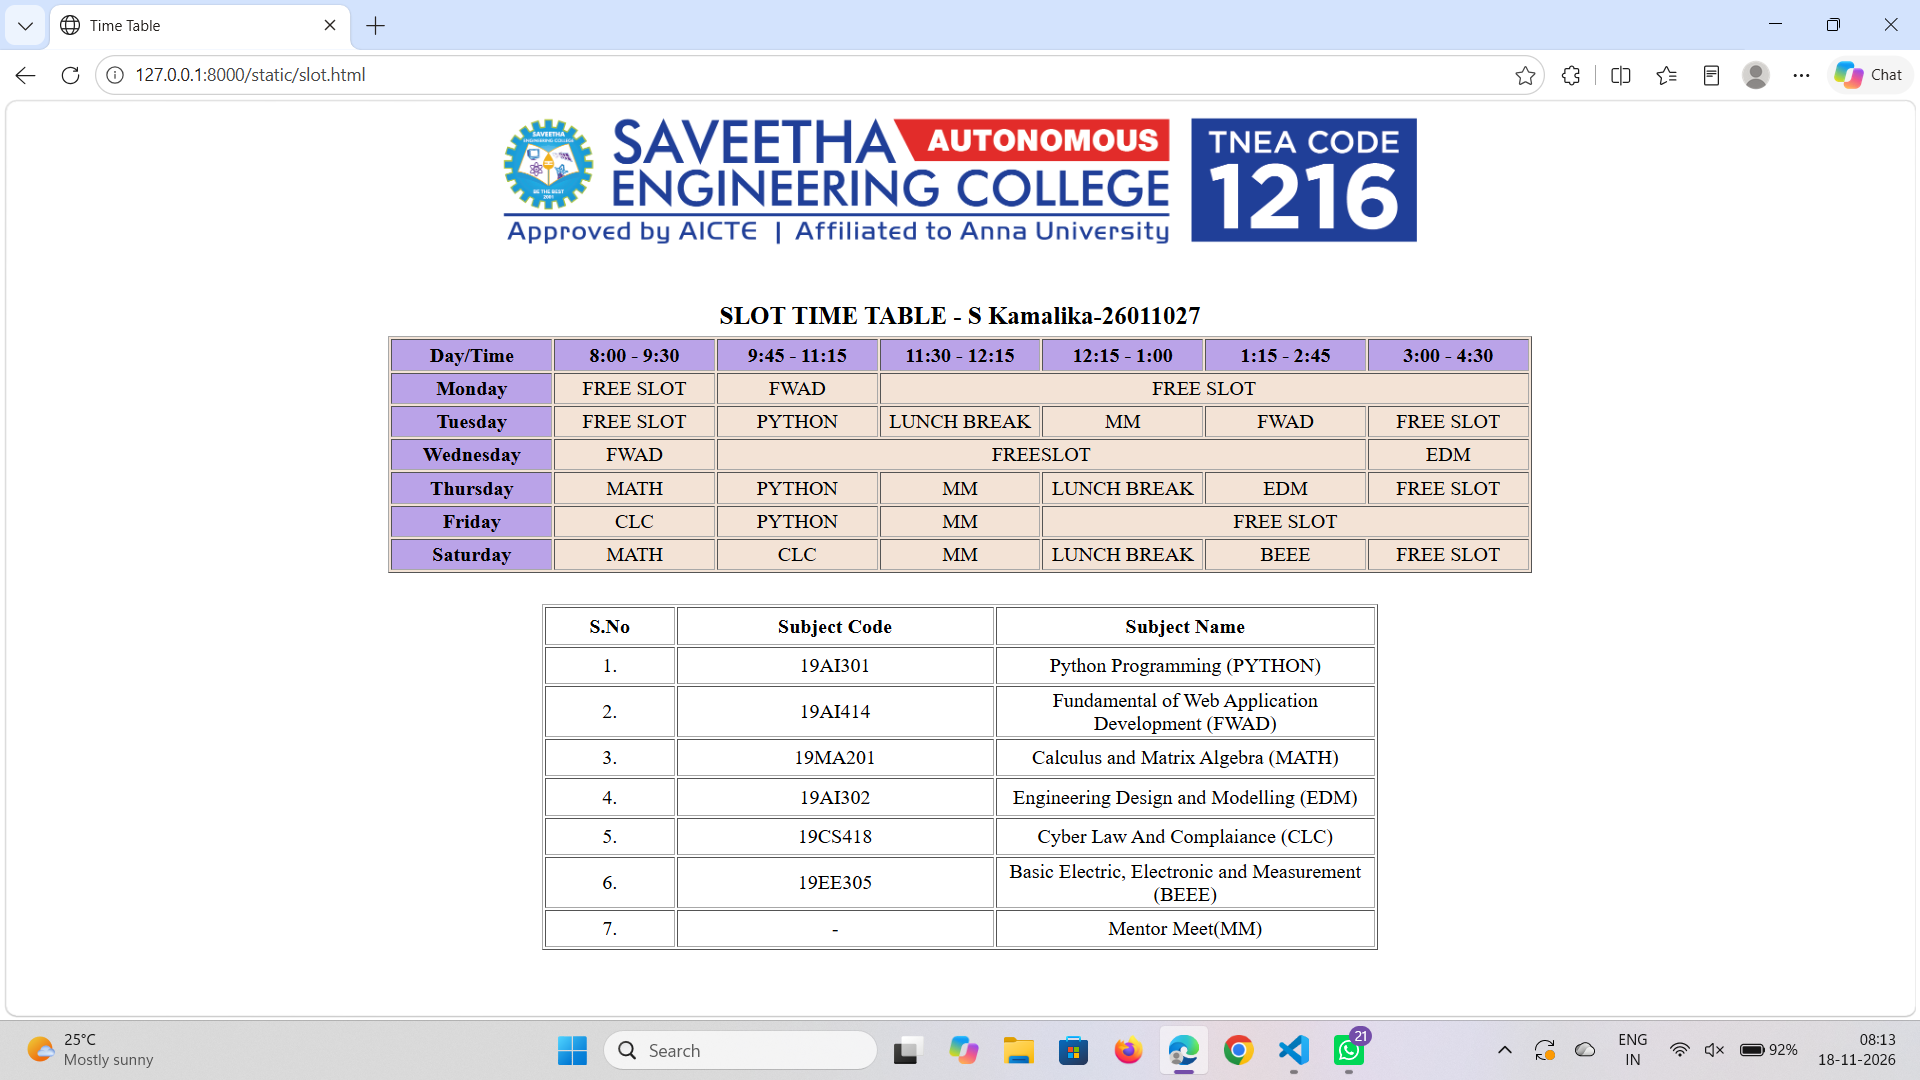 Time Table
127.0.0.1:8000/static/slot.html
Chat
SAVEETHA ENGINEERING COLLEGE
BE THE BEST
2001
SAVEETHA AUTONOMOUS
ENGINEERING COLLEGE
Approved by AICTE | Affiliated to Anna University
TNEA CODE
1216
SLOT TIME TABLE - S Kamalika-26011027
Day/Time 8:00 - 9:30 9:45 - 11:15 11:30 - 12:15 12:15 - 1:00 1:15 - 2:45 3:00 - 4:30
Monday FREE SLOT FWAD FREE SLOT
Tuesday FREE SLOT PYTHON LUNCH BREAK MM FWAD FREE SLOT
Wednesday FWAD FREESLOT EDM
Thursday MATH PYTHON MM LUNCH BREAK EDM FREE SLOT
Friday CLC PYTHON MM FREE SLOT
Saturday MATH CLC MM LUNCH BREAK BEEE FREE SLOT
S.No Subject Code Subject Name
1. 19AI301 Python Programming (PYTHON)
2. 19AI414 Fundamental of Web Application
Development (FWAD)
3. 19MA201 Calculus and Matrix Algebra (MATH)
4. 19AI302 Engineering Design and Modelling (EDM)
5. 19CS418 Cyber Law And Complaiance (CLC)
6. 19EE305 Basic Electric, Electronic and Measurement
(BEEE)
7. - Mentor Meet(MM)
25°C
Mostly sunny
Search
21
ENG
IN
92%
08:13
18-11-2026